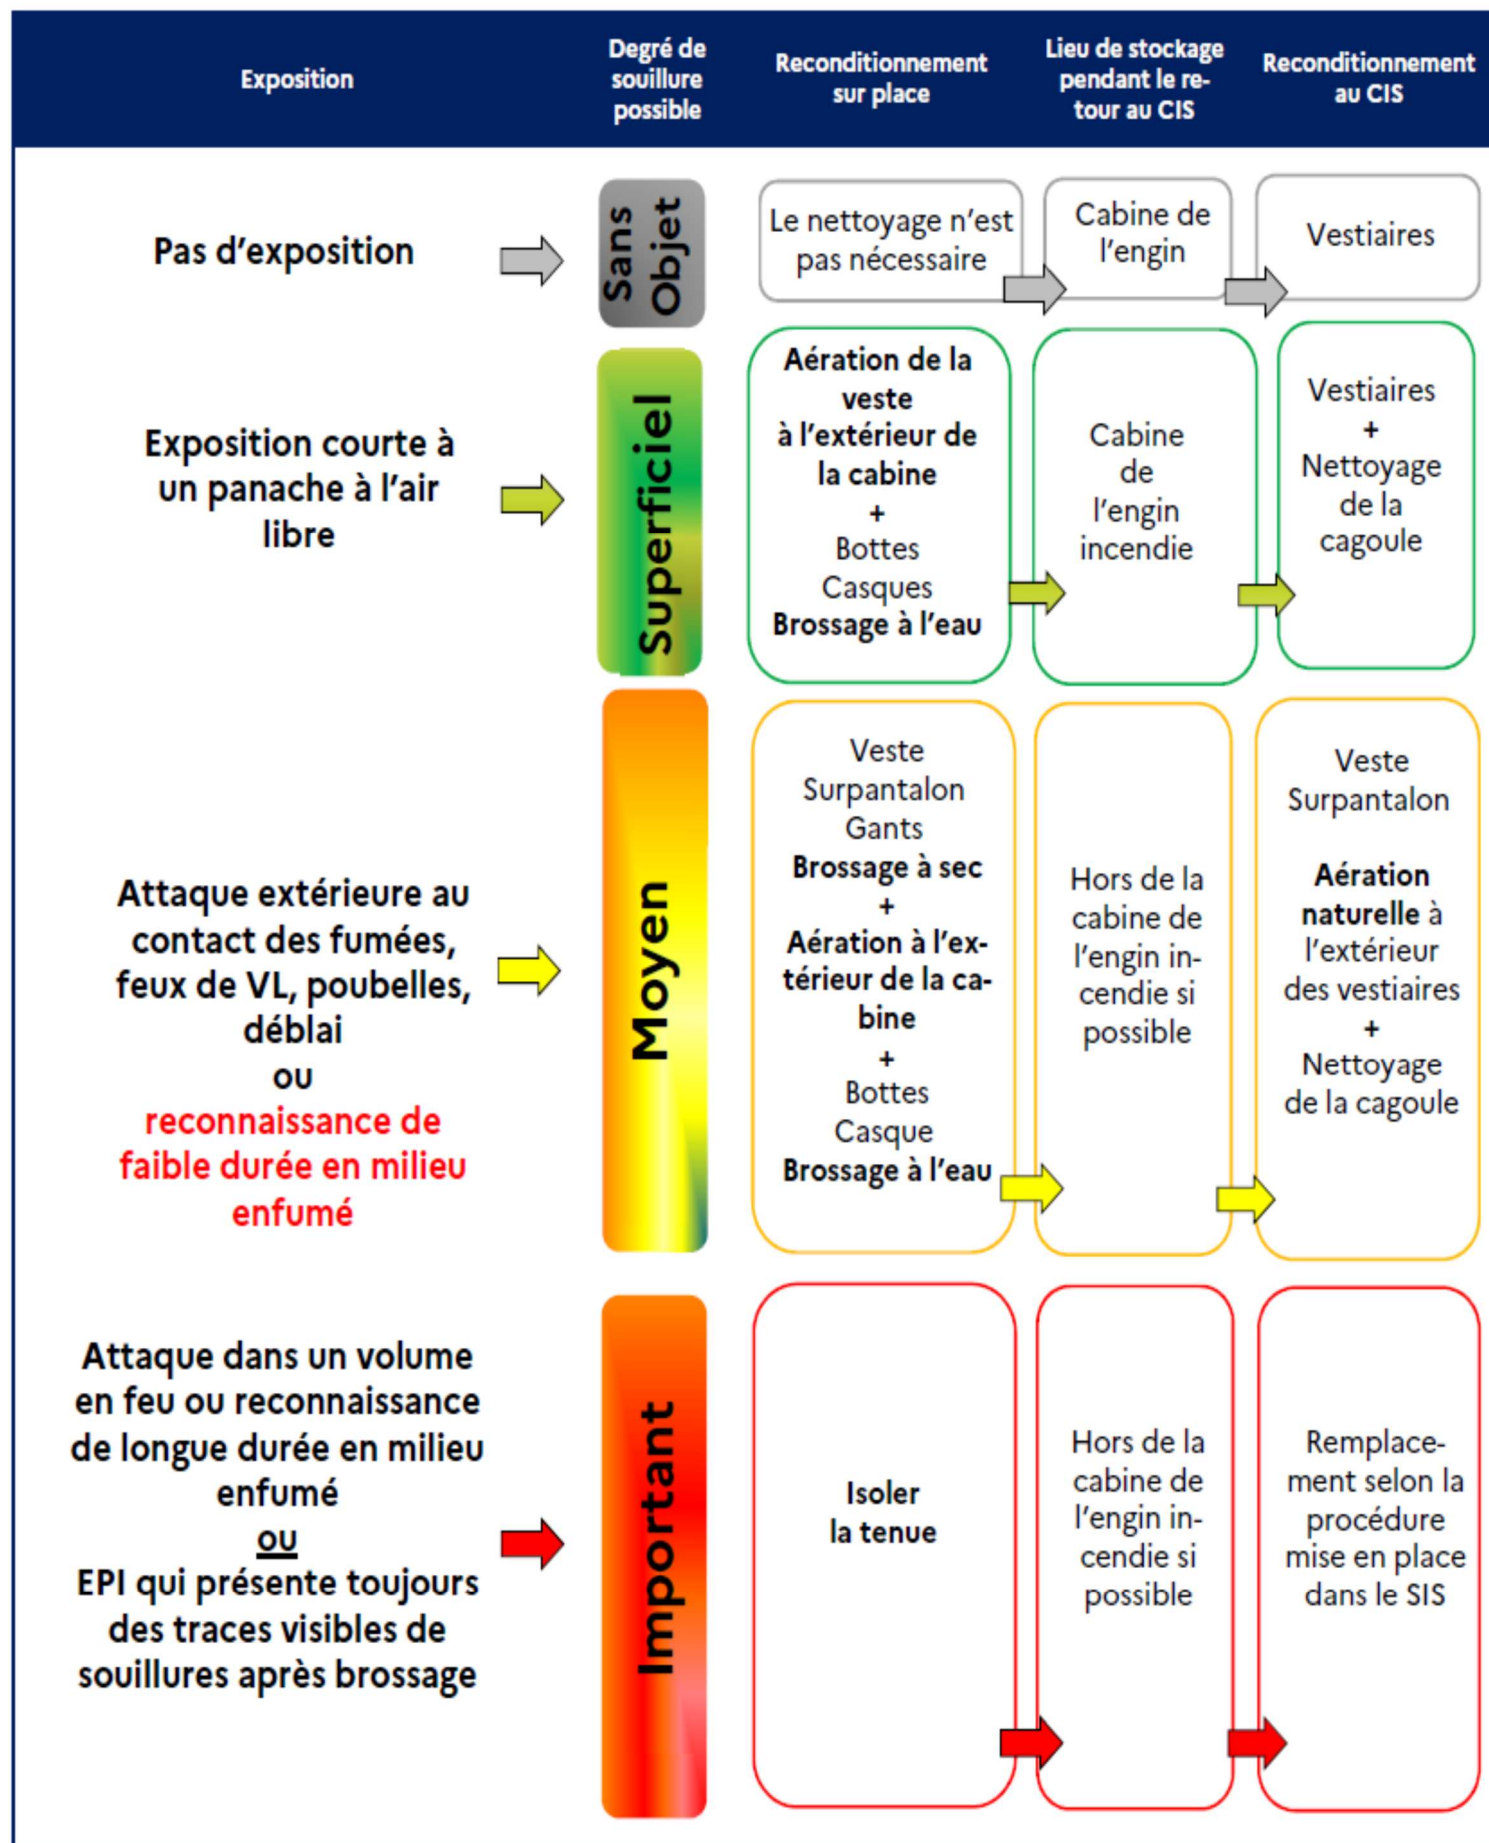 Exposition
Degré de
souillure
possible
Reconditionnement
sur place
Lieu de stockage
pendant le re-
tour au CIS
Reconditionnement
au CIS
Pas d'exposition
Sans
Objet
Le nettoyage n'est
pas nécessaire
Cabine de
l'engin
Vestiaires
Exposition courte à
un panache à l'air
libre
Superficiel
Aération de la
veste
à l'extérieur de
la cabine
+
Bottes
Casques
Brossage à l'eau
Cabine
de
l'engin
incendie
Vestiaires
+
Nettoyage
de la
cagoule
Attaque extérieure au
contact des fumées,
feux de VL, poubelles,
déblai
ou
reconnaissance de
faible durée en milieu
enfumé
Moyen
Veste
Surpantalon
Gants
Brossage à sec
+
Aération à l'ex-
térieur de la ca-
bine
+
Bottes
Casque
Brossage à l'eau
Hors de la
cabine de
l'engin in-
cendie si
possible
Veste
Surpantalon
Aération
naturelle à
l'extérieur
des vestiaires
+
Nettoyage
de la cagoule
Attaque dans un volume
en feu ou reconnaissance
de longue durée en milieu
enfumé
ou
EPI qui présente toujours
des traces visibles de
souillures après brossage
Important
Isoler
la tenue
Hors de la
cabine de
l'engin in-
cendie si
possible
Remplace-
ment selon la
procédure
mise en place
dans le SIS